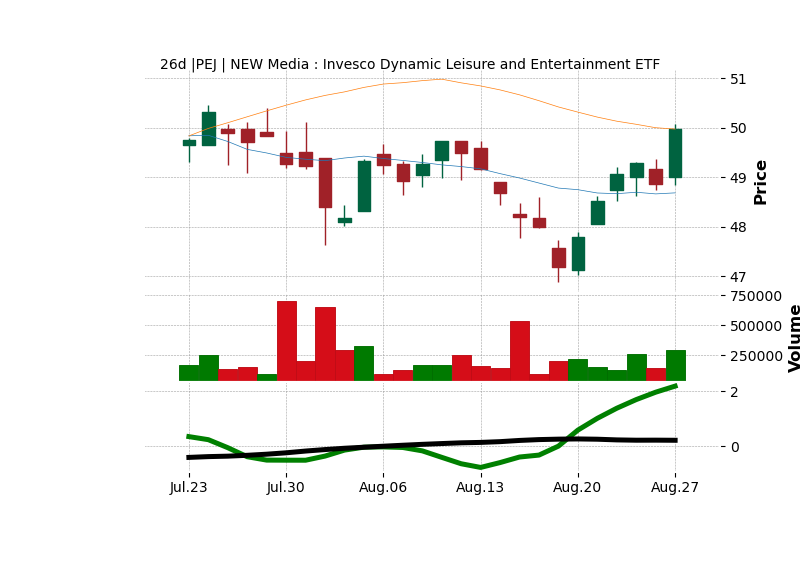 26d |PEJ | NEW Media : Invesco Dynamic Leisure and Entertainment ETF
51
50
49
48
47
Price
750000
500000
250000
Volume
2
0
Jul.23 Jul.30 Aug.06 Aug.13 Aug.20 Aug.27